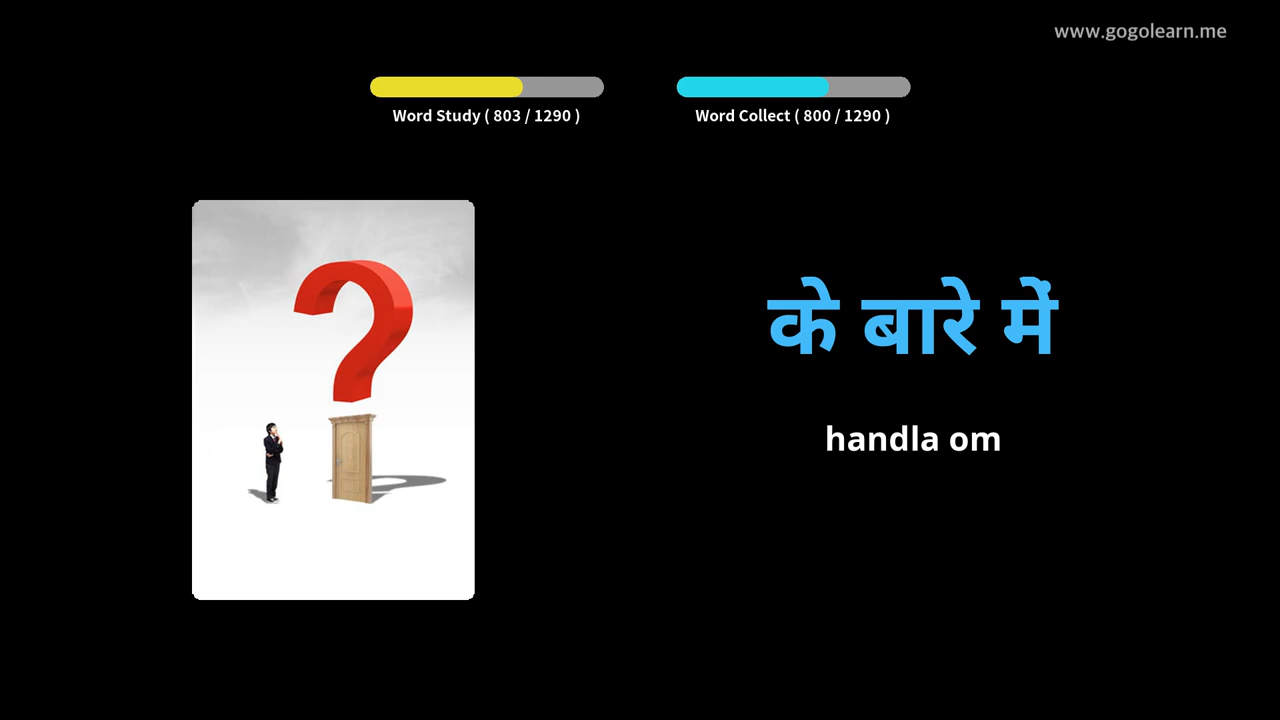 www.gogolearn.me
Word Study ( 803 / 1290 )
Word Collect ( 800 / 1290 )
के बारे में
handla om